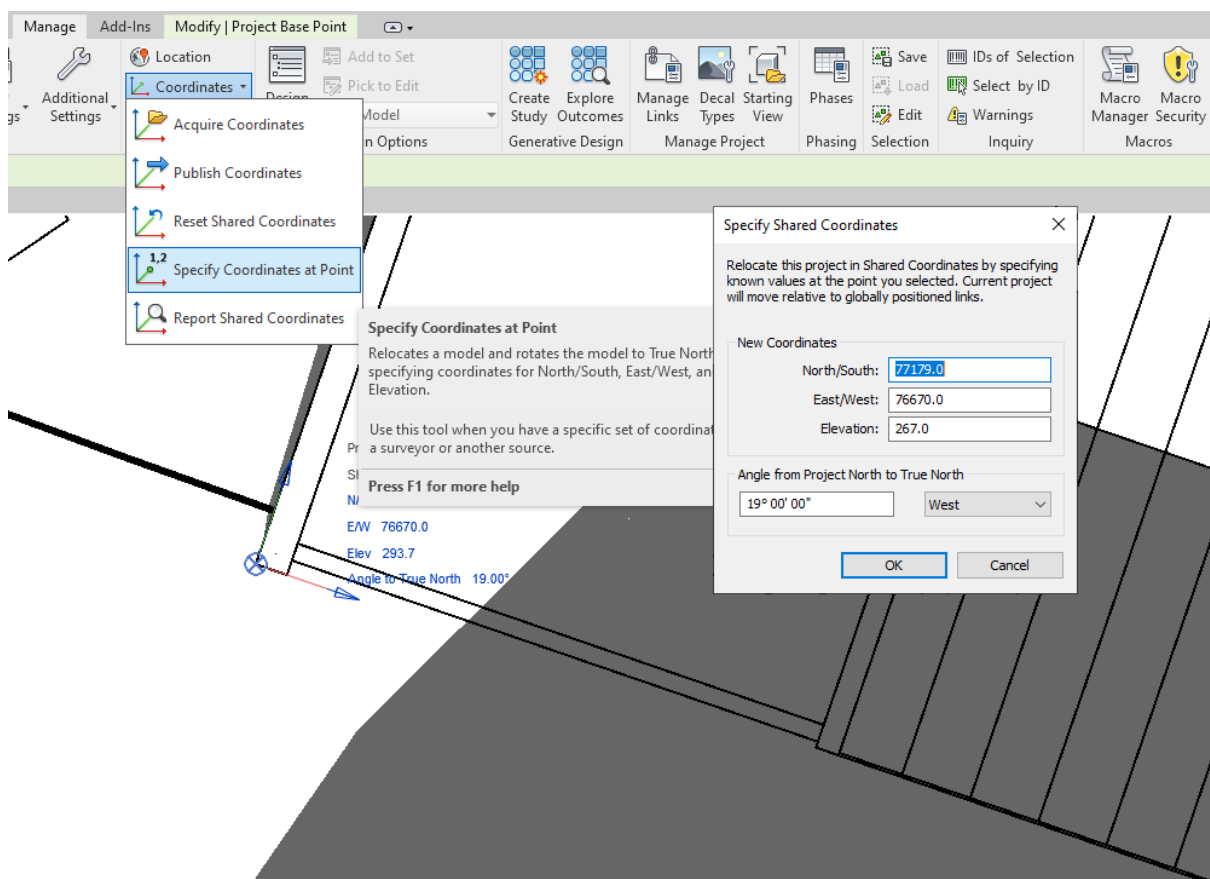 Manage Add-Ins Modify | Project Base Point
Location
Coordinates
Additional
Settings
gs
Add to Set
Pick to Edit
Model
n Options
Create
Study
Explore
Outcomes
Generative Design
Manage
Links
Decal
Types
Starting
View
Manage Project
Phases
Phasing
Save
Load
Edit
Selection
IDs of Selection
Select by ID
Warnings
Inquiry
Macro
Manager
Macro
Security
Macros
Acquire Coordinates
Publish Coordinates
Reset Shared Coordinates
1,2
Specify Coordinates at Point
Report Shared Coordinates
Specify Coordinates at Point
Relocates a model and rotates the model to True North
specifying coordinates for North/South, East/West, an
Elevation.
Use this tool when you have a specific set of coordinat
a surveyor or another source.
Press F1 for more help
Pr
N/
E/W 76670.0
Elev 293.7
Angle to True North 19.00°
Specify Shared Coordinates
Relocate this project in Shared Coordinates by specifying
known values at the point you selected. Current project
will move relative to globally positioned links.
New Coordinates
North/South: 77179.0
East/West: 76670.0
Elevation: 267.0
Angle from Project North to True North
19° 00' 00" West
OK Cancel